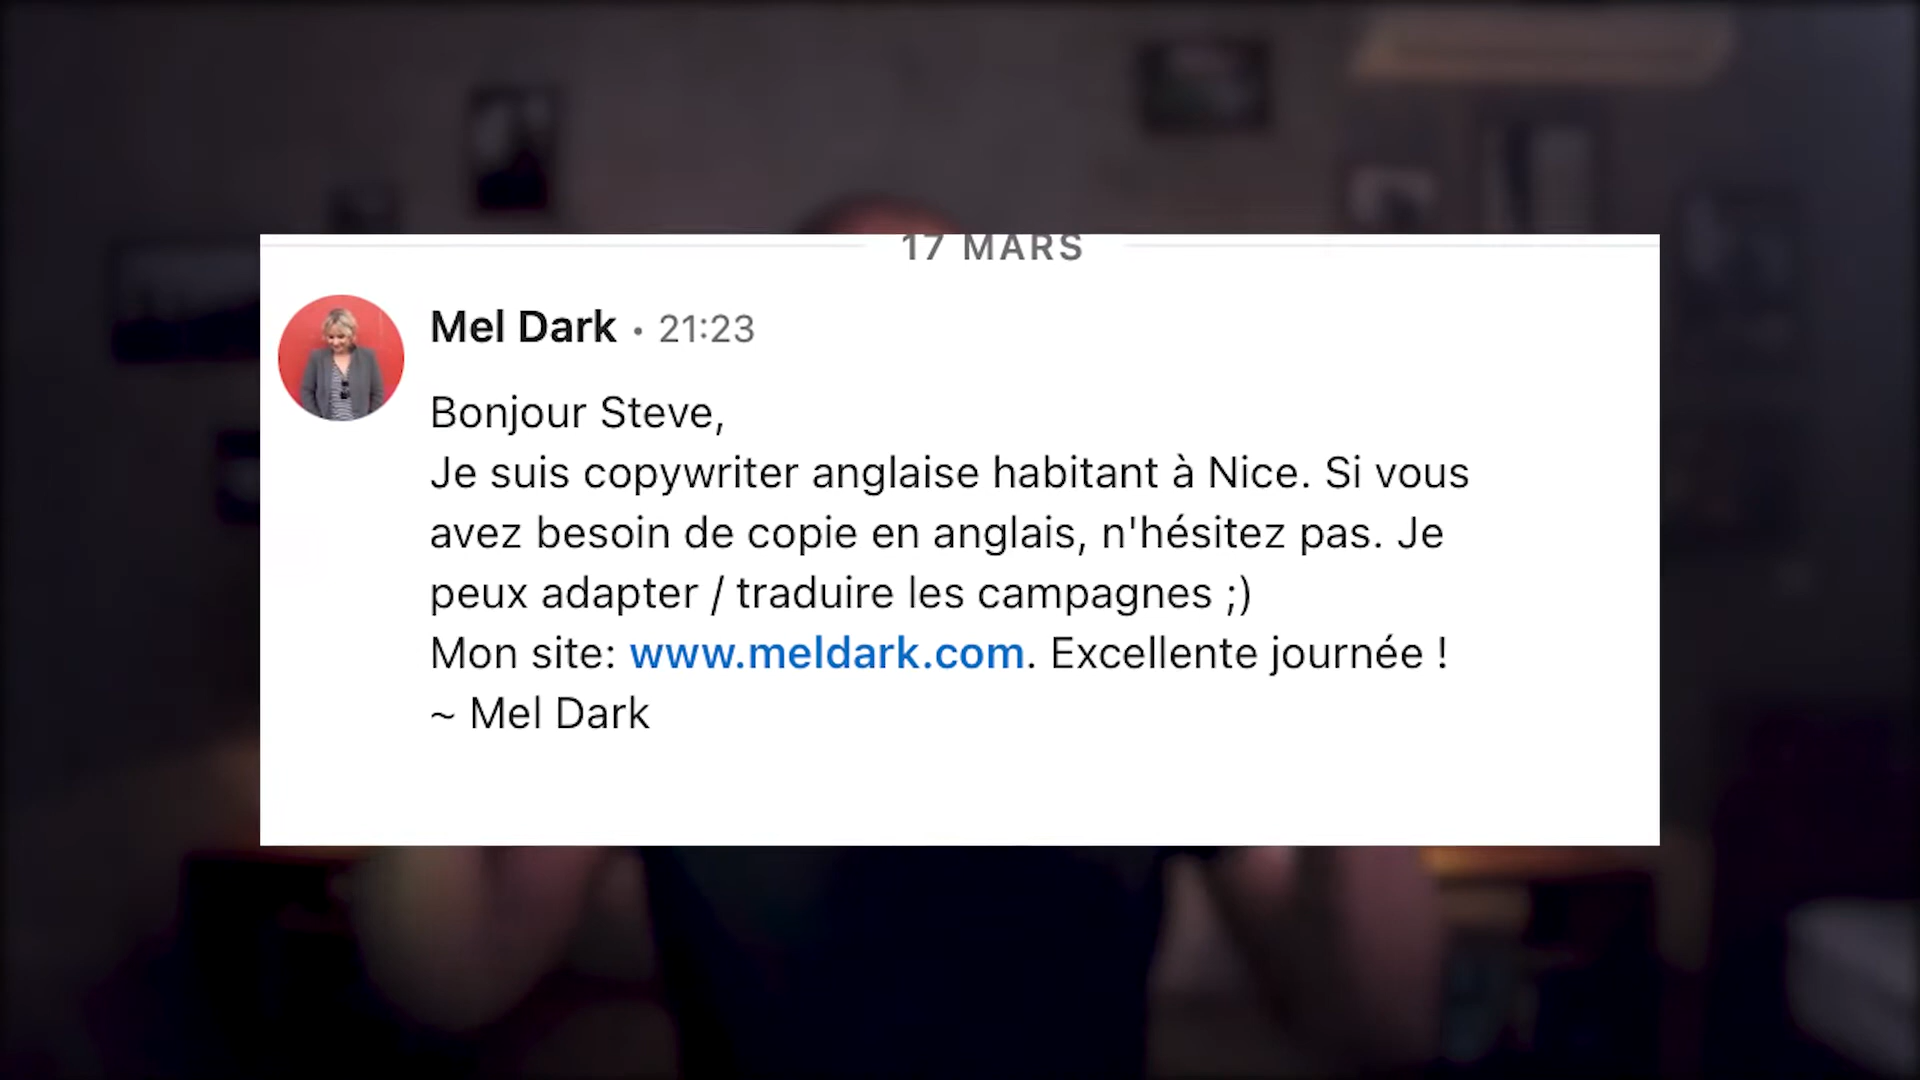 17 MARS
Mel Dark • 21:23
Bonjour Steve,
Je suis copywriter anglaise habitant à Nice. Si vous
avez besoin de copie en anglais, n'hésitez pas. Je
peux adapter / traduire les campagnes ;)
Mon site: www.meldark.com. Excellente journée !
~ Mel Dark